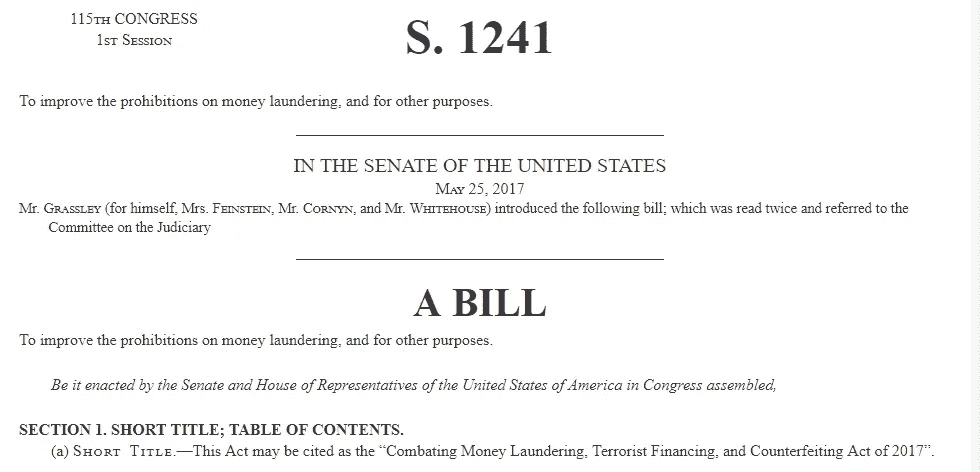 115TH CONGRESS
1ST SESSION
S. 1241
To improve the prohibitions on money laundering, and for other purposes.
IN THE SENATE OF THE UNITED STATES
MAY 25, 2017
Mr. GRASSLEY (for himself, Mrs. FEINSTEIN, Mr. CORNYN, and Mr. WHITEHOUSE) introduced the following bill; which was read twice and referred to the
Committee on the Judiciary
A BILL
To improve the prohibitions on money laundering, and for other purposes.
Be it enacted by the Senate and House of Representatives of the United States of America in Congress assembled,
SECTION 1. SHORT TITLE; TABLE OF CONTENTS.
(a) SHORT TITLE.—This Act may be cited as the “Combating Money Laundering, Terrorist Financing, and Counterfeiting Act of 2017”.